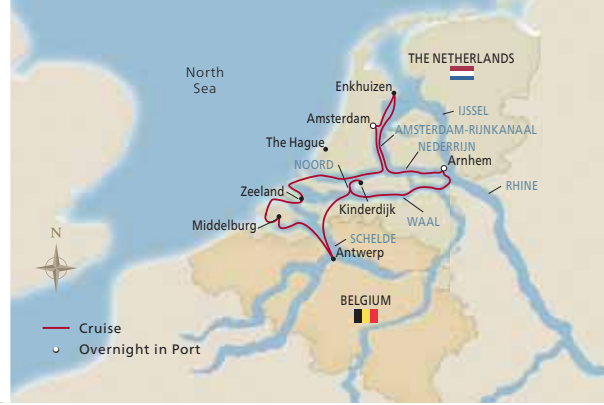 THE NETHERLANDS
North
Sea
Enkhuizen
IJSSEL
Amsterdam
AMSTERDAM-RIJNKANAAL
The Hague
NEDERRIJN
NOORD
Arnhem
RHINE
Zeeland
Kinderdijk
WAAL
Middelburg
SCHELDE
Antwerp
N
BELGIUM
Cruise
Overnight in Port